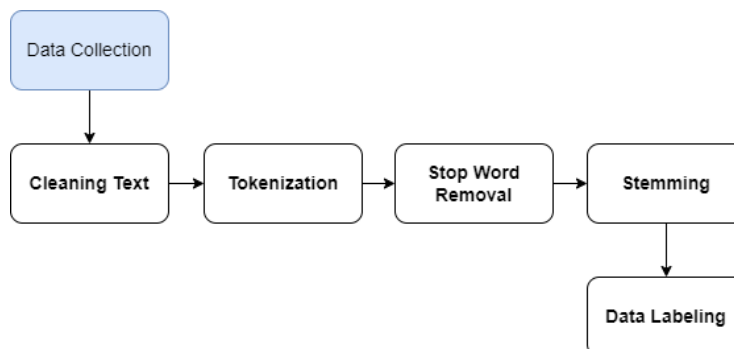 Data Collection
Cleaning Text
Tokenization
Stop Word
Removal
Stemming
Data Labeling